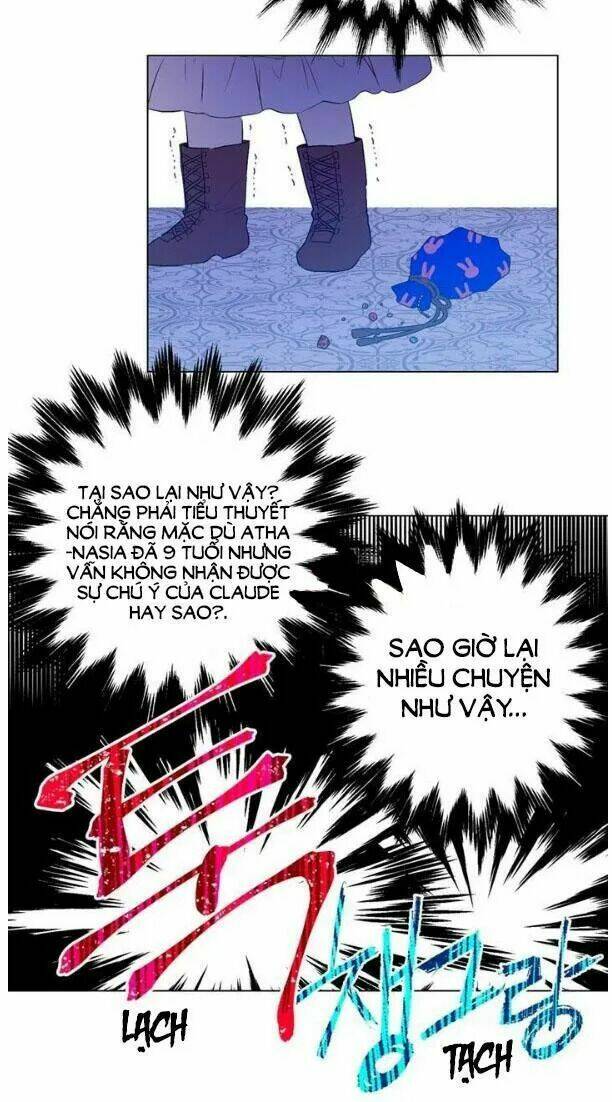 TẠI SAO LẠI NHƯ VẬY?
CHẲNG PHẢI TIỂU THUYẾT
NÓI RẰNG MẶC DÙ ATHA
-NASIA ĐÃ 9 TUỔI NHƯNG
VẪN KHÔNG NHẬN ĐƯỢC
SỰ CHÚ Ý CỦA CLAUDE
HAY SAO?.
SAO GIỜ LẠI
NHIỀU CHUYỆN
NHƯ VẬY...
툭
챙그랑
LẠCH
TẠCH